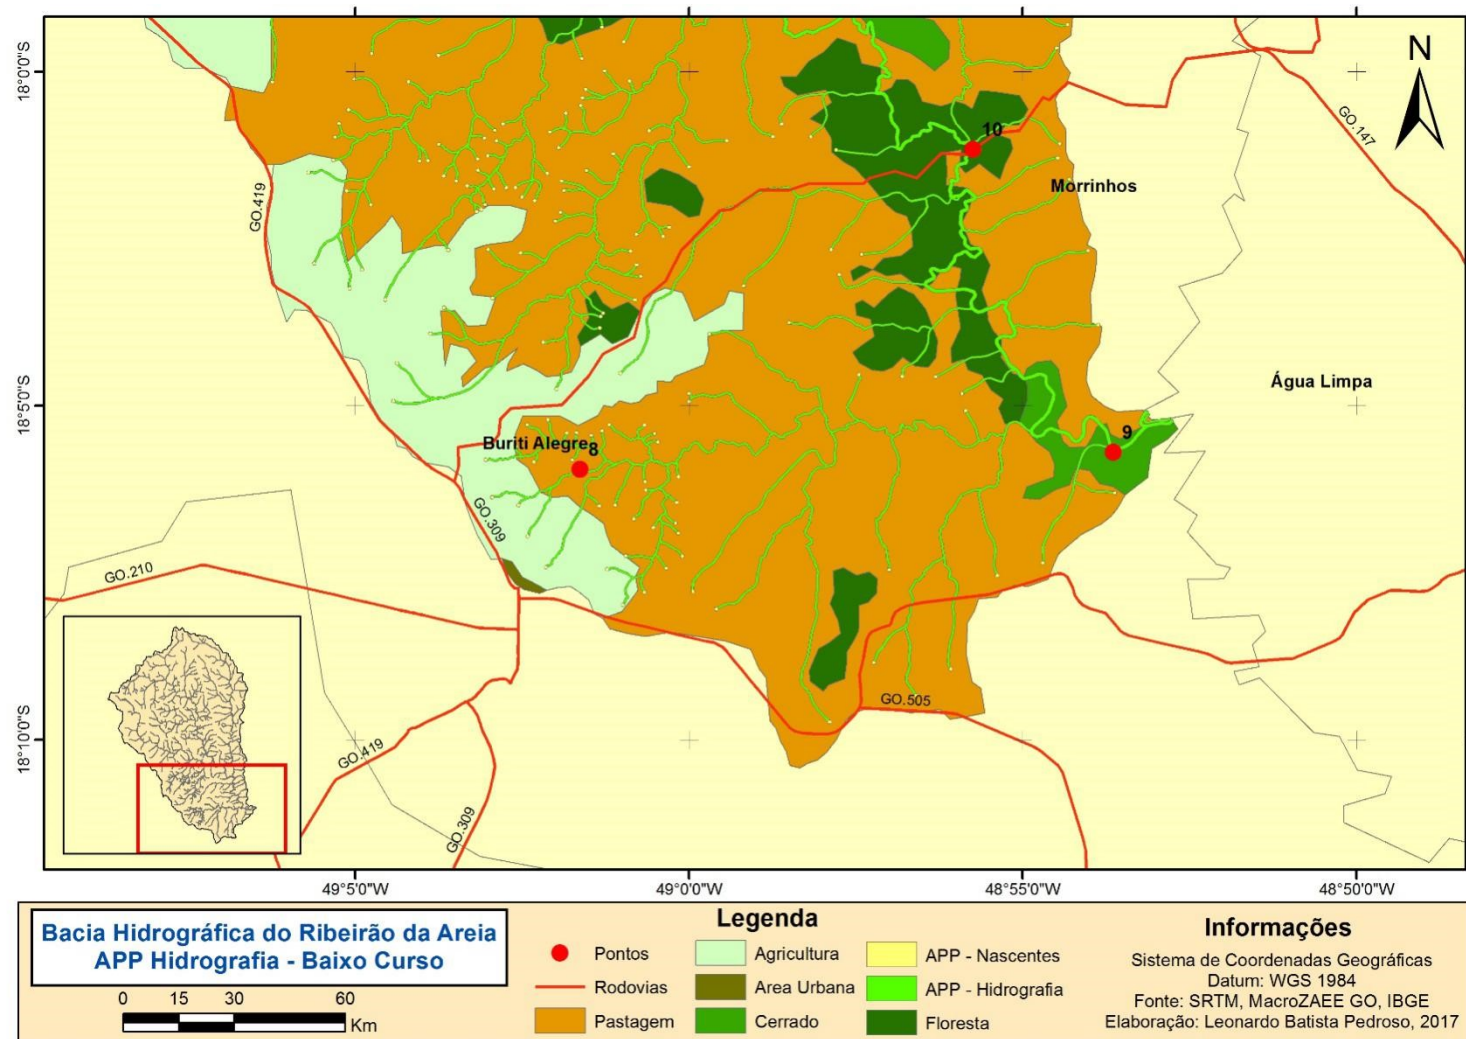 N
18°0'0"S
10
GO.147
Morrinhos
GO.419
Água Limpa
18°5'0"S
9
Buriti Alegre
8
GO.309
GO.210
GO.505
18°10'0"S
GO.419
GO.309
49°5'0"W
49°0'0"W
48°55'0"W
48°50'0"W
Bacia Hidrográfica do Ribeirão da Areia
APP Hidrografia - Baixo Curso
0 15 30 60
Km
Legenda
Pontos
Rodovias
Pastagem
Agricultura
Area Urbana
Cerrado
APP - Nascentes
APP - Hidrografia
Floresta
Informações
Sistema de Coordenadas Geográficas
Datum: WGS 1984
Fonte: SRTM, MacroZAEE GO, IBGE
Elaboração: Leonardo Batista Pedroso, 2017